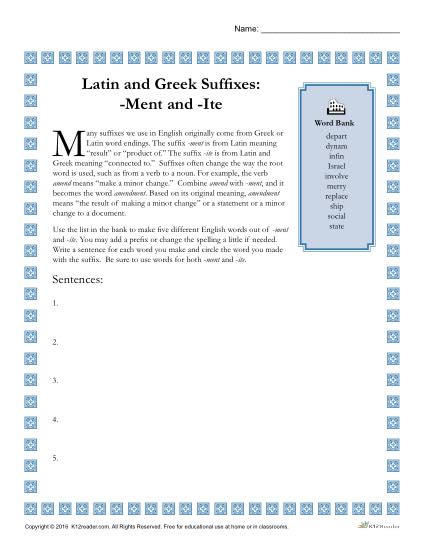 Name:
Latin and Greek Suffixes:
-Ment and -Ite
Many suffixes we use in English originally come from Greek or
Latin word endings. The suffix -ment is from Latin meaning
"result" or "product of." The suffix -ite is from Latin and
Greek meaning "connected to." Suffixes often change the way the root
word is used, such as from a verb to a noun. For example, the verb
amend means "make a minor change." Combine amend with -ment, and it
becomes the word amendment. Based on its original meaning, amendment
means "the result of making a minor change" or a statement or a minor
change to a document.
Use the list in the bank to make five different English words out of -ment
and -ite. You may add a prefix or change the spelling a little if needed.
Write a sentence for each word you make and circle the word you made
with the suffix. Be sure to use words for both -ment and -ite.
Word Bank
depart
dynam
infin
Israel
involve
merry
replace
ship
social
state
Sentences:
1.
2.
3.
4.
5.
Copyright © 2016 K12reader.com. All Rights Reserved. Free for educational use at home or in classrooms.
K12Reader